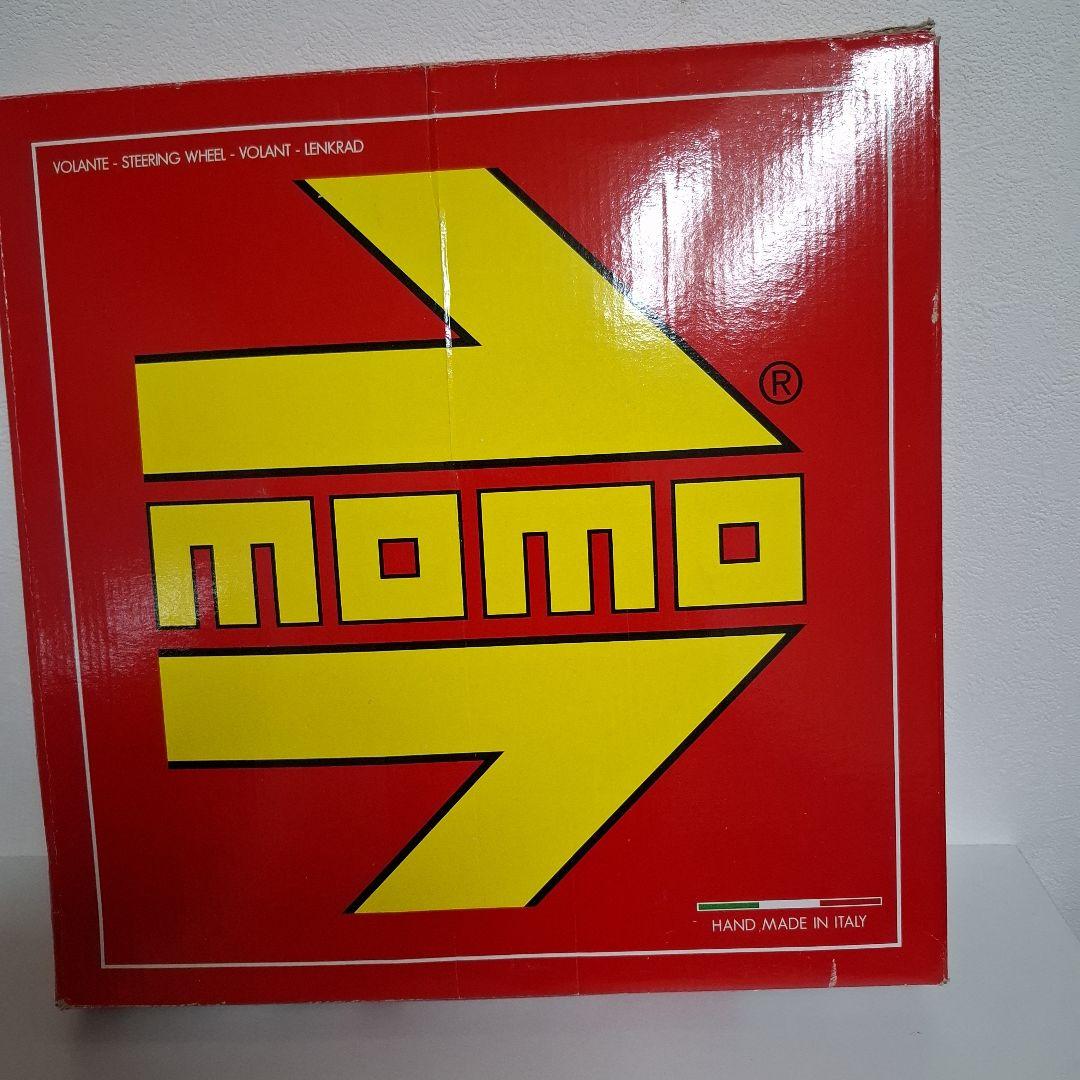 VOLANTE - STEERING WHEEL - VOLANT - LENKRAD
®
momo
HAND MADE IN ITALY